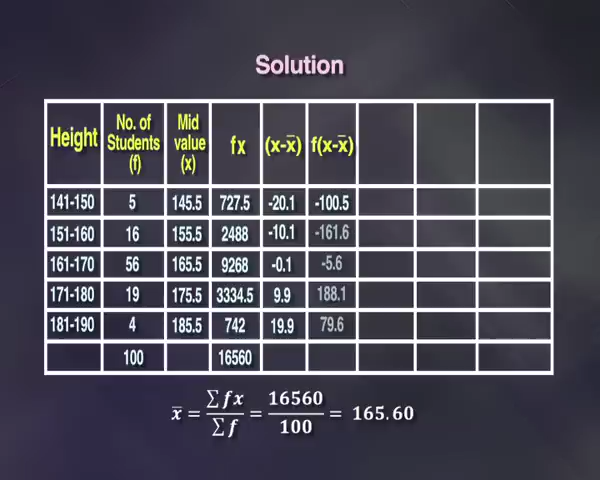 Solution
Height No. of Students (f) Mid value (x) fx (x-x̄) f(x-x̄)
141-150 5 145.5 727.5 -20.1 -100.5
151-160 16 155.5 2488 -10.1 -161.6
161-170 56 165.5 9268 -0.1 -5.6
171-180 19 175.5 3334.5 9.9 188.1
181-190 4 185.5 742 19.9 79.6
100 16560
x̄ = ∑fx / ∑f = 16560 / 100 = 165.60